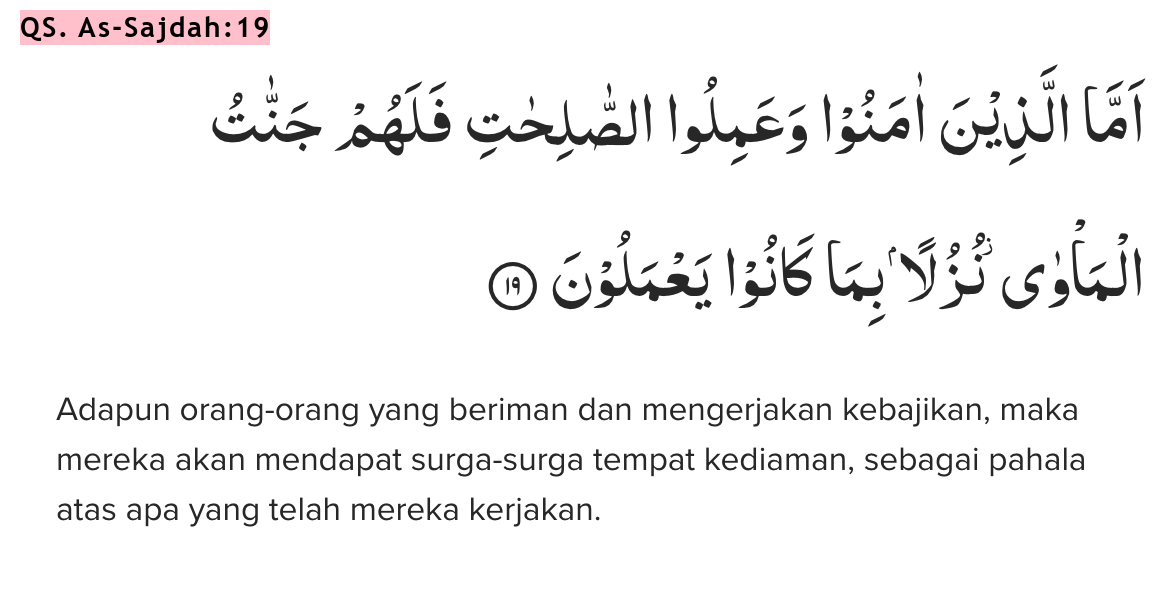 QS. As-Sajdah:19
اَمَّا الَّذِيْنَ اٰمَنُوْا وَعَمِلُوا الصّٰلِحٰتِ فَلَهُمْ جَنّٰتُ
الْمَأْوٰى نُزُلًا ۢبِمَا كَانُوْا يَعْمَلُوْنَ ١٩
Adapun orang-orang yang beriman dan mengerjakan kebajikan, maka
mereka akan mendapat surga-surga tempat kediaman, sebagai pahala
atas apa yang telah mereka kerjakan.